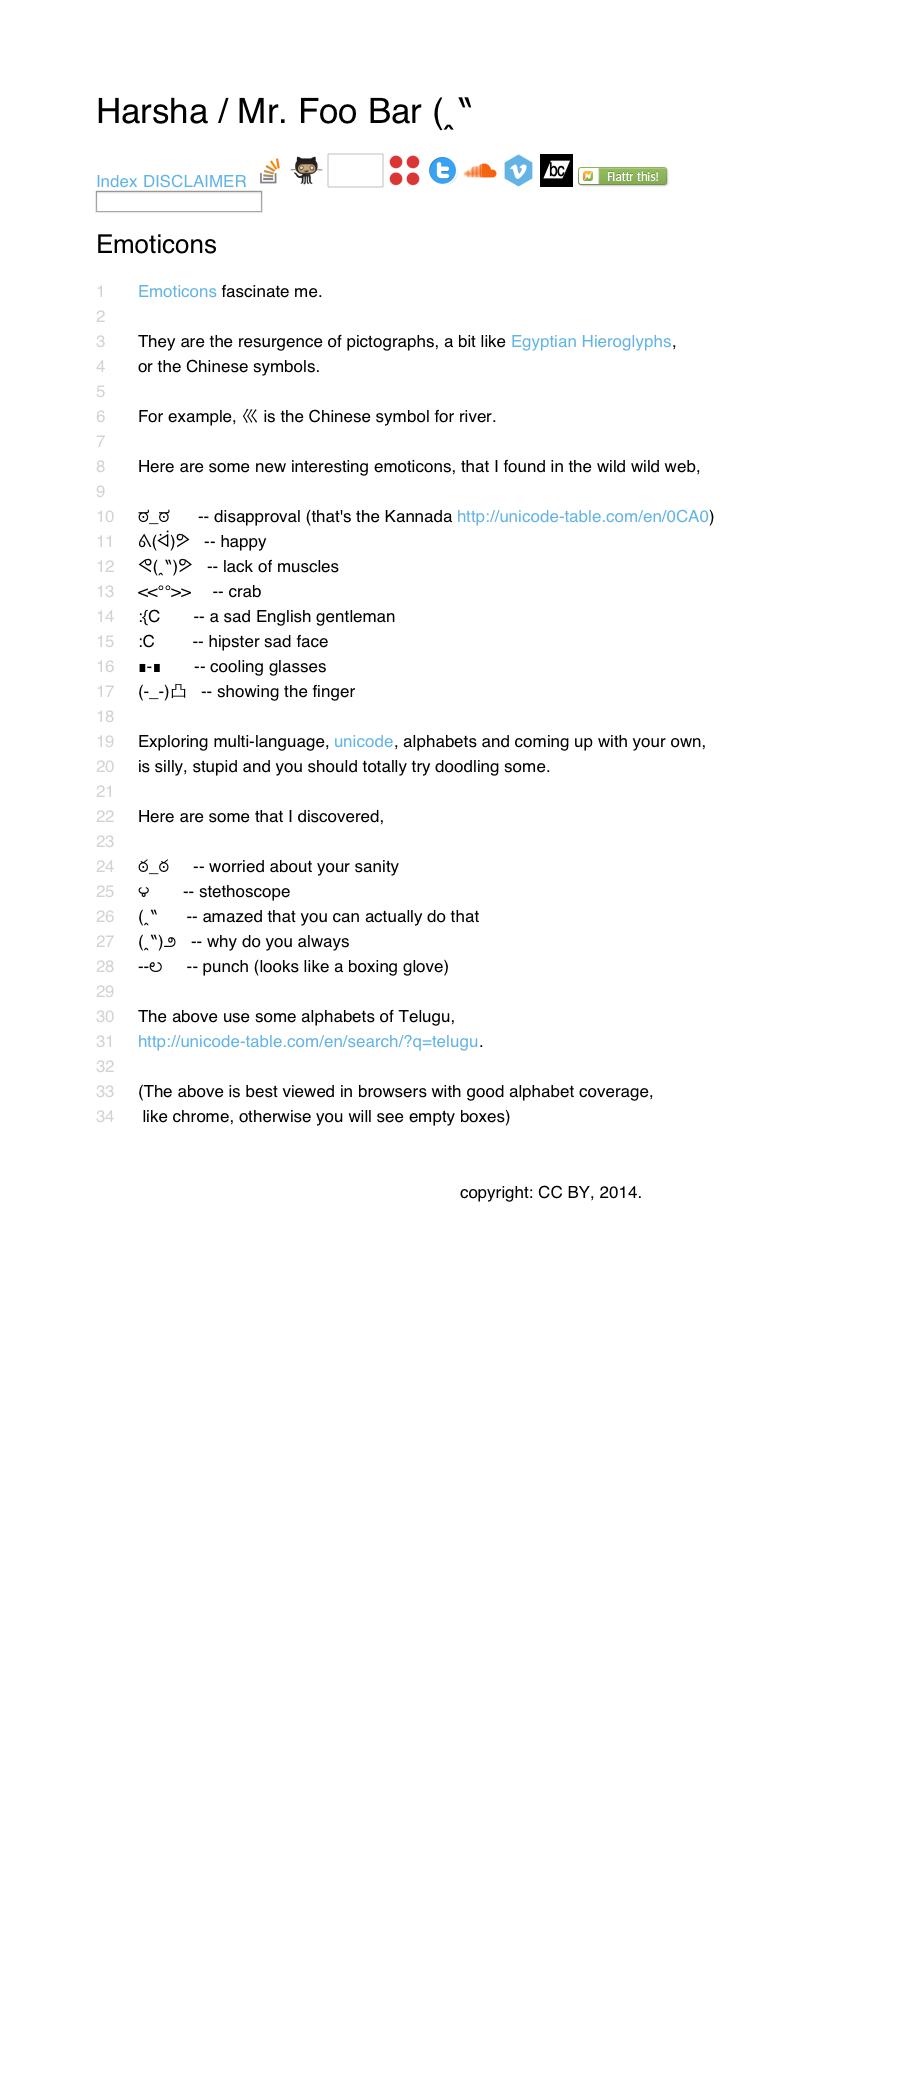 Harsha / Mr. Foo Bar (‸‶
Index DISCLAIMER bc Flattr this!
Emoticons
1 Emoticons fascinate me.
2
3 They are the resurgence of pictographs, a bit like Egyptian Hieroglyphs,
4 or the Chinese symbols.
5
6 For example, 巛 is the Chinese symbol for river.
7
8 Here are some new interesting emoticons, that I found in the wild wild web,
9
10 ಠ_ಠ -- disapproval (that's the Kannada http://unicode-table.com/en/0CA0)
11 -- happy
12 ᕙ(‸‶)ᕗ -- lack of muscles
13 <<°°>> -- crab
14 :{C -- a sad English gentleman
15 :C -- hipster sad face
16 ∎-∎ -- cooling glasses
17 (-_-)凸 -- showing the finger
18
19 Exploring multi-language, unicode, alphabets and coming up with your own,
20 is silly, stupid and you should totally try doodling some.
21
22 Here are some that I discovered,
23
24 ఠ_ఠ -- worried about your sanity
25 -- stethoscope
26 (‸‶ -- amazed that you can actually do that
27 (‸‶)౨ -- why do you always
28 --ఌ -- punch (looks like a boxing glove)
29
30 The above use some alphabets of Telugu,
31 http://unicode-table.com/en/search/?q=telugu.
32
33 (The above is best viewed in browsers with good alphabet coverage,
34 like chrome, otherwise you will see empty boxes)
copyright: CC BY, 2014.